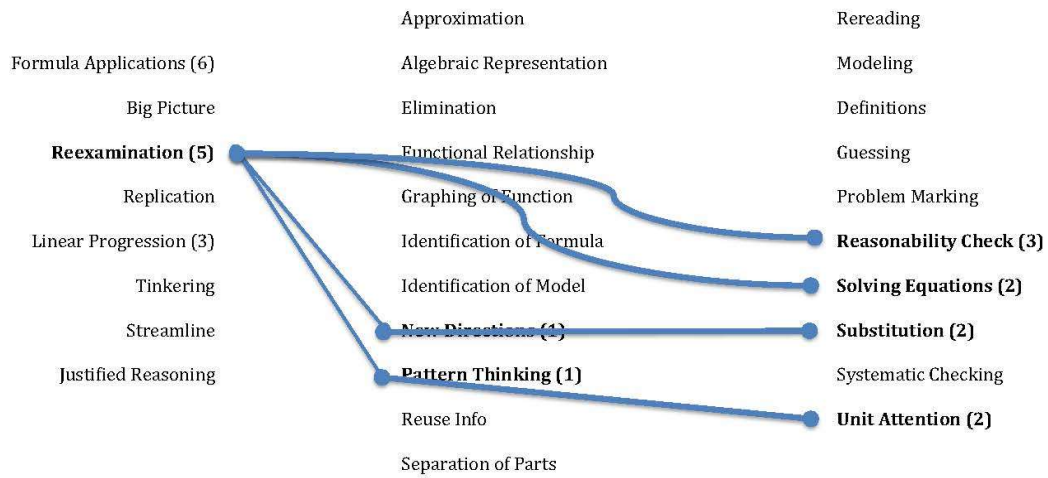 Approximation
Rereading
Formula Applications (6)
Algebraic Representation
Modeling
Big Picture
Elimination
Definitions
Reexamination (5)
Functional Relationship
Guessing
Replication
Graphing of Function
Problem Marking
Linear Progression (3)
Identification of Formula
Reasonability Check (3)
Tinkering
Identification of Model
Solving Equations (2)
Streamline
New Directions (1)
Substitution (2)
Justified Reasoning
Pattern Thinking (1)
Systematic Checking
Reuse Info
Unit Attention (2)
Separation of Parts